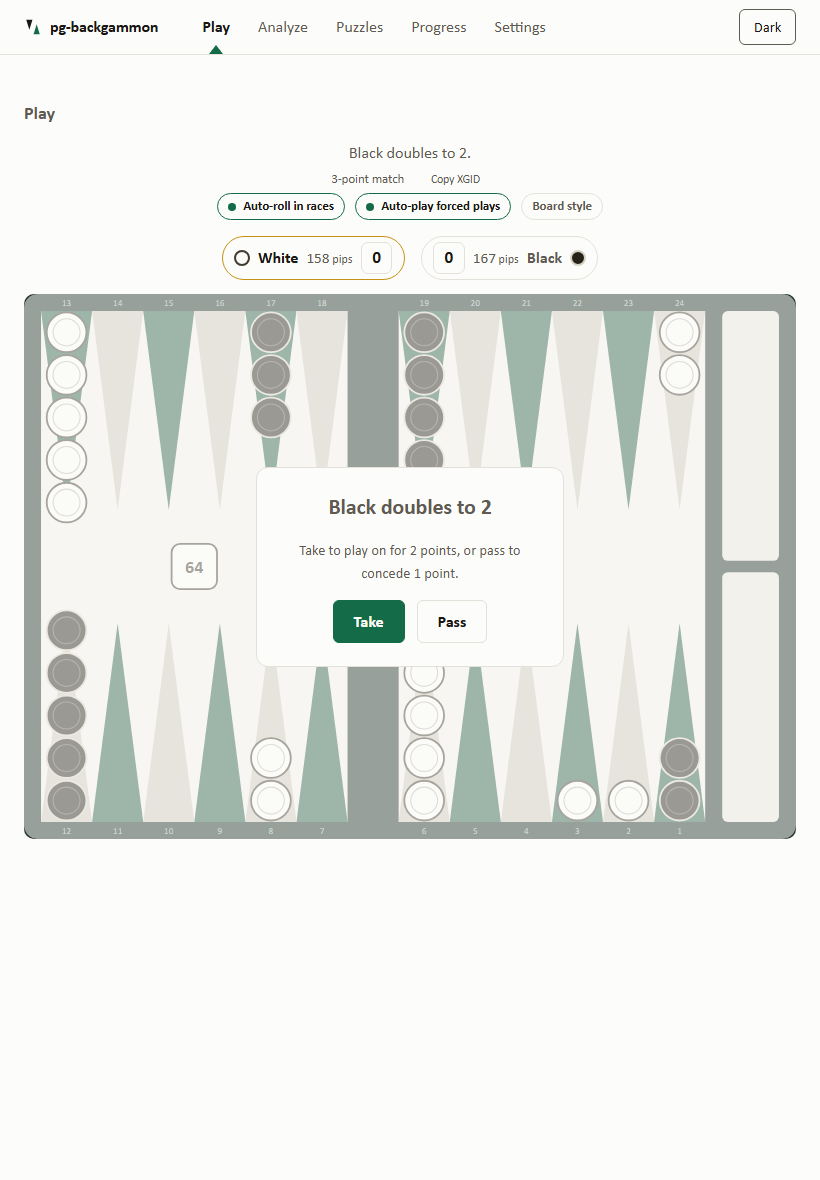 pg-backgammon Play Analyze Puzzles Progress Settings Dark
Play
Black doubles to 2.
3-point match Copy XGID
Auto-roll in races Auto-play forced plays Board style
White 158 pips 0 0 167 pips Black
13 14 15 16 17 18 19 20 21 22 23 24
Black doubles to 2
Take to play on for 2 points, or pass to
concede 1 point.
64
Take Pass
12 11 10 9 8 7 6 5 4 3 2 1